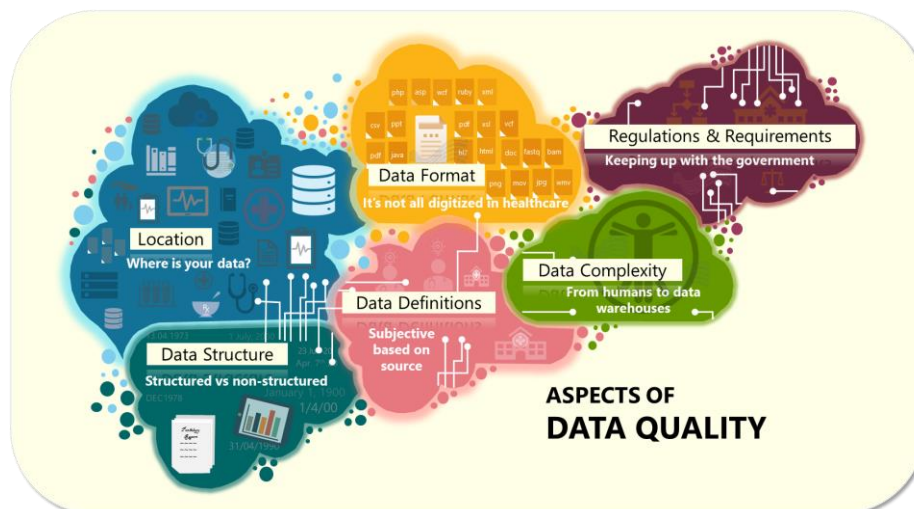 php asp wcf ruby xml
csv ppt pdf xsl vcf
pdf java hl7 html doc fastq bam
png mov jpg wmv
Data Format
It's not all digitized in healthcare
Regulations & Requirements
Keeping up with the government
Location
Where is your data?
Data Complexity
From humans to data
warehouses
Data Definitions
Subjective
based on
source
Data Structure
Structured vs non-structured
DEC1978
January 1, 1900
1/4/00
31/04/1990
ASPECTS OF
DATA QUALITY